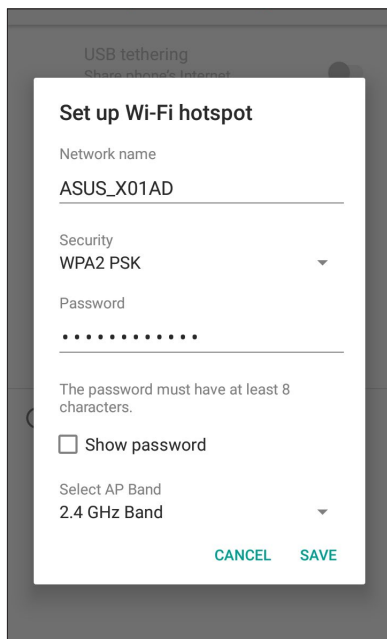 USB tethering
Share phone's Internet
Set up Wi-Fi hotspot
Network name
ASUS_X01AD
Security
WPA2 PSK
Password
••••••••••••
The password must have at least 8
characters.
Show password
Select AP Band
2.4 GHz Band
CANCEL SAVE